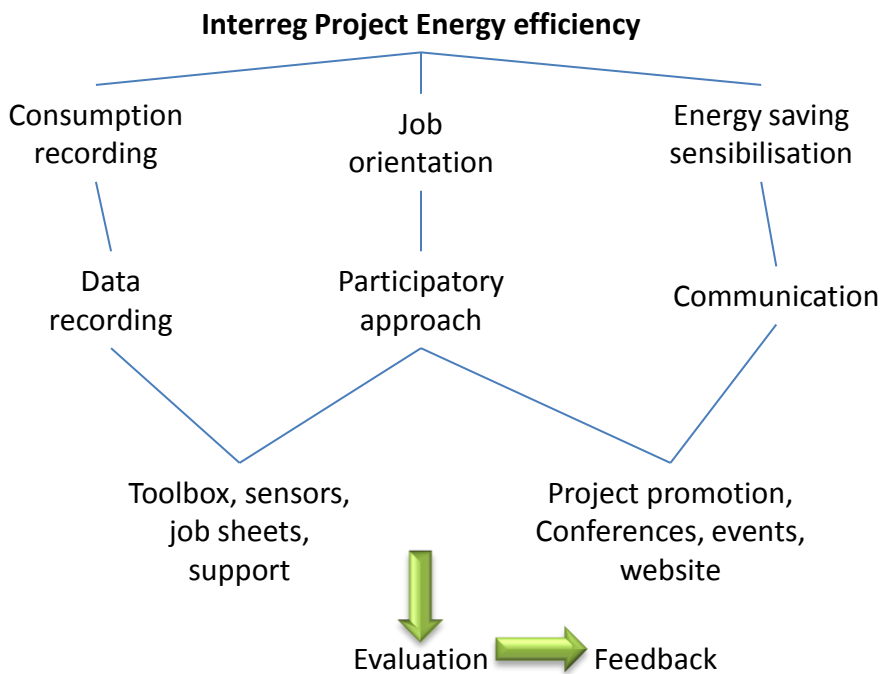 Interreg Project Energy efficiency
Consumption
recording
Job
orientation
Energy saving
sensibilisation
Data
recording
Participatory
approach
Communication
Toolbox, sensors,
job sheets,
support
Project promotion,
Conferences, events,
website
Evaluation
Feedback